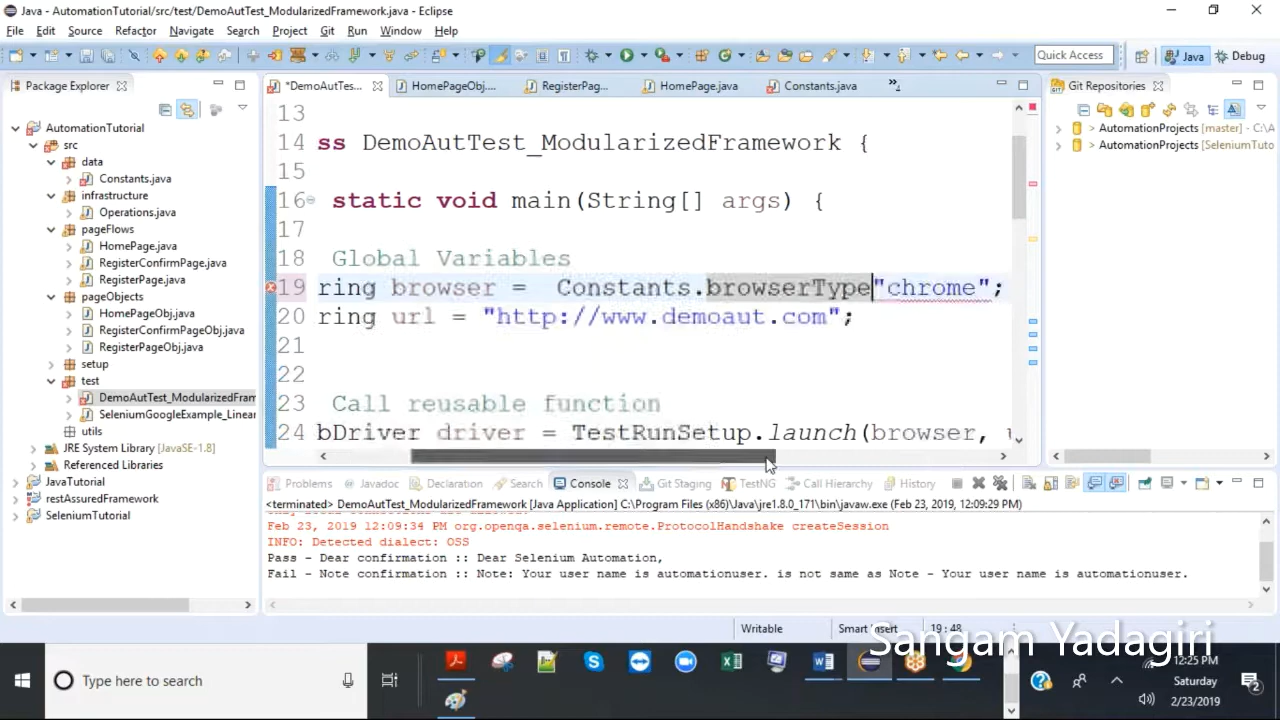 Java - AutomationTutorial/src/test/DemoAutTest_ModularizedFramework.java - Eclipse
File Edit Source Refactor Navigate Search Project Git Run Window Help
Quick Access
Java
Debug
Package Explorer
*DemoAutTes...
HomePageObj....
RegisterPag...
HomePage.java
Constants.java
Git Repositories
AutomationTutorial
src
data
Constants.java
infrastructure
Operations.java
pageFlows
HomePage.java
RegisterConfirmPage.java
RegisterPage.java
pageObjects
HomePageObj.java
RegisterConfirmPageObj.java
RegisterPageObj.java
setup
test
DemoAutTest_ModularizedFram
SeleniumGoogleExample_Linear
utils
JRE System Library [JavaSE-1.8]
Referenced Libraries
JavaTutorial
restAssuredFramework
SeleniumTutorial
13
14 ss DemoAutTest_ModularizedFramework {
15
16 static void main(String[] args) {
17
18 Global Variables
19 ring browser = Constants.browserType"chrome";
20 ring url = "http://www.demoaut.com";
21
22
23 Call reusable function
24 bDriver driver = TestRunSetup.launch(browser, u
AutomationProjects [master] - C:\A
AutomationProjects [SeleniumTuto
Problems Javadoc Declaration Search Console Git Staging TestNG Call Hierarchy History
<terminated> DemoAutTest_ModularizedFramework [Java Application] C:\Program Files (x86)\Java\jre1.8.0_171\bin\javaw.exe (Feb 23, 2019, 12:09:29 PM)
Feb 23, 2019 12:09:34 PM org.openqa.selenium.remote.ProtocolHandshake createSession
INFO: Detected dialect: OSS
Pass - Dear confirmation :: Dear Selenium Automation,
Fail - Note confirmation :: Note: Your user name is automationuser. is not same as Note - Your user name is automationuser.
Writable
Smart Insert
19 : 48
Sangam Yadagiri
Type here to search
12:25 PM
Saturday
2/23/2019
2